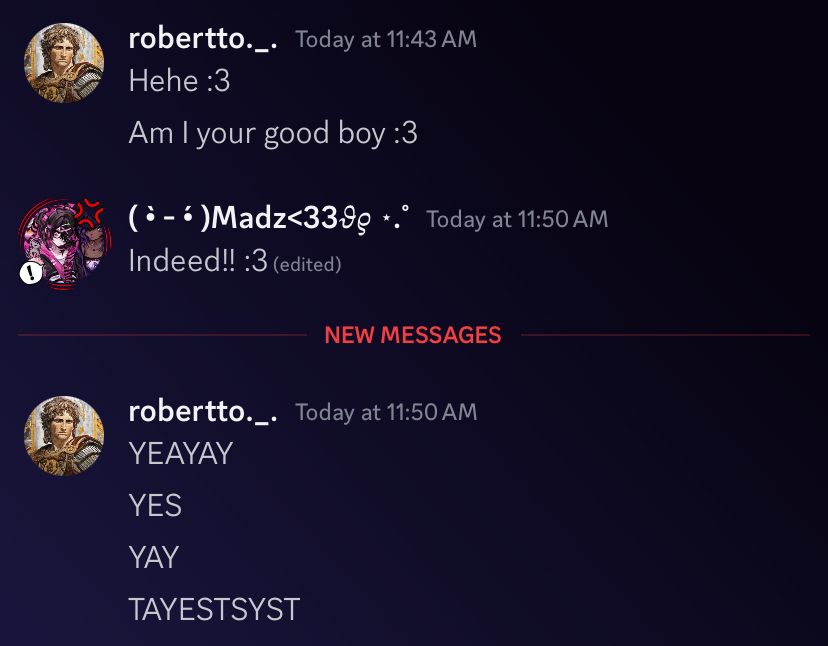 robertto._. Today at 11:43 AM
Hehe :3
Am I your good boy :3
(•̀ - •́ )Madz<33𝜗𝜚 ⋆.˚ Today at 11:50 AM
!
Indeed!! :3 (edited)
NEW MESSAGES
robertto._. Today at 11:50 AM
YEAYAY
YES
YAY
TAYESTSYST